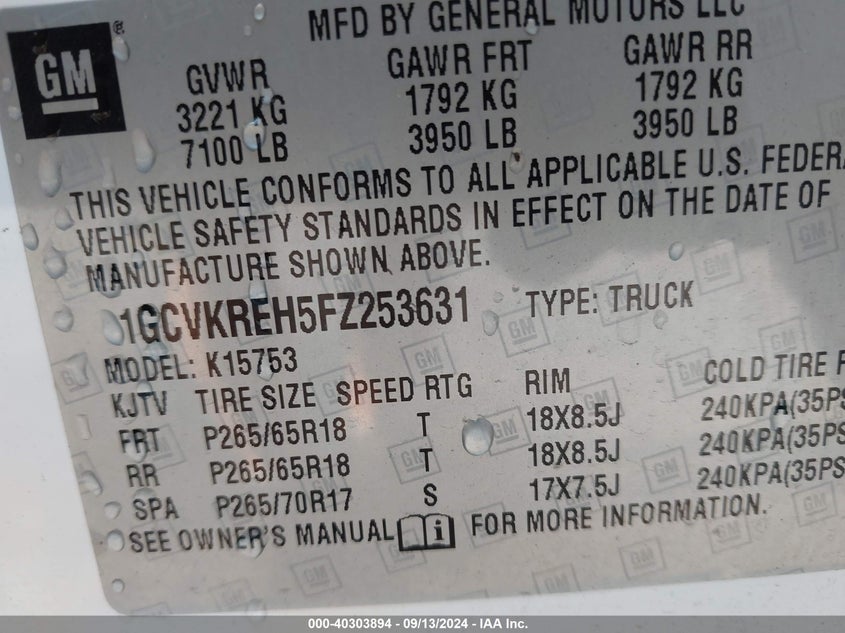 MFD BY GENERAL MOTORS LLC
GM ®
GVWR GAWR FRT GAWR RR
3221 KG 1792 KG 1792 KG
7100 LB 3950 LB 3950 LB
THIS VEHICLE CONFORMS TO ALL APPLICABLE U.S. FEDERA
VEHICLE SAFETY STANDARDS IN EFFECT ON THE DATE OF
MANUFACTURE SHOWN ABOVE.
1GCVKREH5FZ253631 TYPE: TRUCK
MODEL: K15753
KJTV TIRE SIZE SPEED RTG RIM COLD TIRE P
FRT P265/65R18 T 18X8.5J 240KPA(35PS
RR P265/65R18 T 18X8.5J 240KPA(35PS
SPA P265/70R17 S 17X7.5J 240KPA(35PS
SEE OWNER'S MANUAL i FOR MORE INFORMATION.
000-40303894 - 09/13/2024 - IAA Inc.